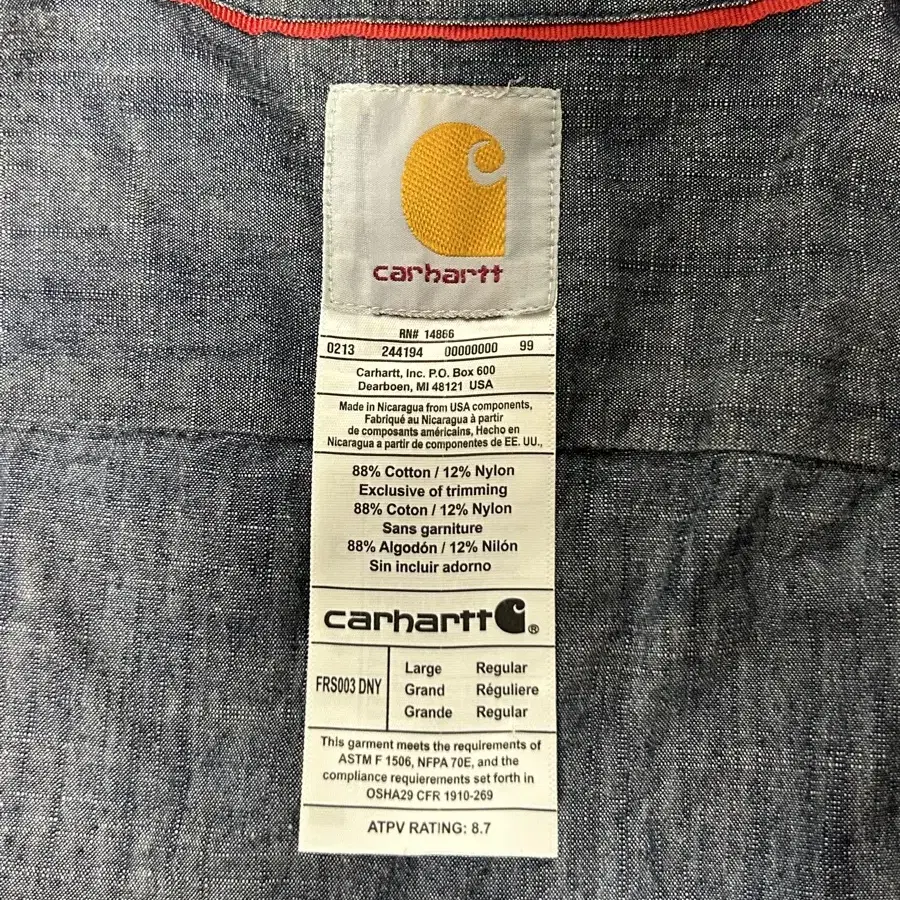 carhartt
RN# 14866
0213 244194 00000000 99
Carhartt, Inc. P.O. Box 600
Dearboen, MI 48121 USA
Made in Nicaragua from USA components,
Fabriqué au Nicaragua à partir
de composants américains, Hecho en
Nicaragua a partir de componentes de EE. UU.,
88% Cotton / 12% Nylon
Exclusive of trimming
88% Coton / 12% Nylon
Sans garniture
88% Algodón / 12% Nilón
Sin incluir adorno
carhartt ®
FRS003 DNY
Large Regular
Grand Réguliere
Grande Regular
This garment meets the requirements of
ASTM F 1506, NFPA 70E, and the
compliance requierements set forth in
OSHA29 CFR 1910-269
ATPV RATING: 8.7